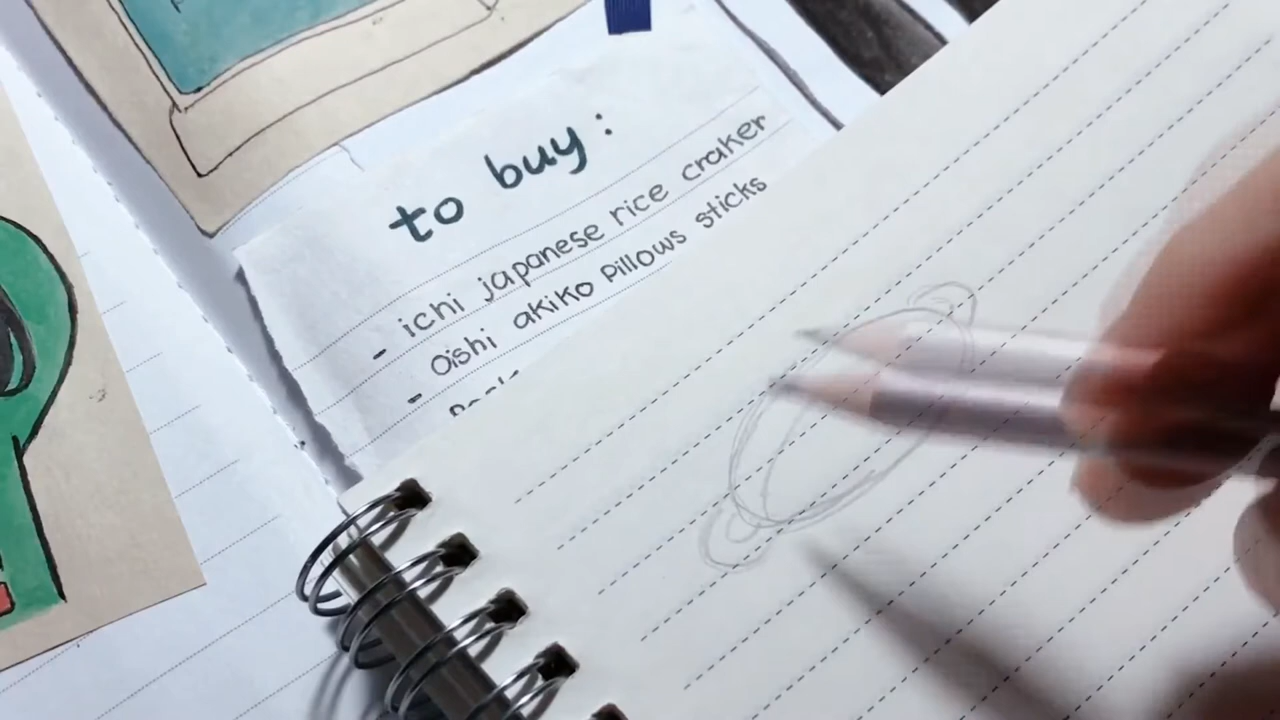 to buy:
- ichi japanese rice craker
- Oishi akiko Pillows sticks